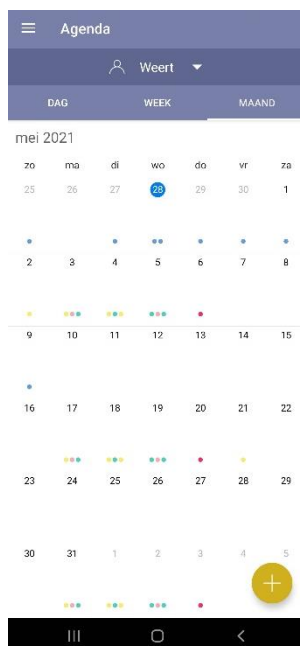 Agenda
Weert
DAG WEEK MAAND
mei 2021
zo ma di wo do vr za
25 26 27 28 29 30 1
2 3 4 5 6 7 8
9 10 11 12 13 14 15
16 17 18 19 20 21 22
23 24 25 26 27 28 29
30 31 1 2 3 4 5